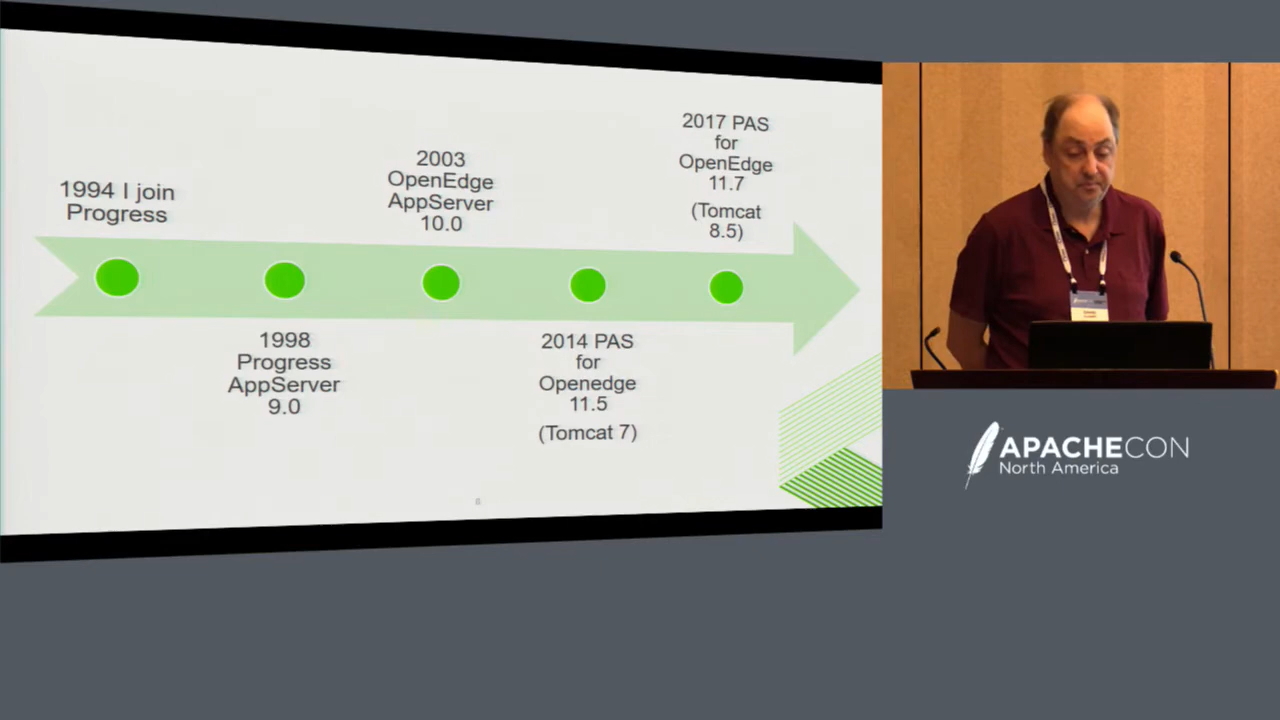 1994 I join
Progress
1998
Progress
AppServer
9.0
2003
OpenEdge
AppServer
10.0
2014 PAS
for
Openedge
11.5
(Tomcat 7)
2017 PAS
for
OpenEdge
11.7
(Tomcat
8.5)
APACHECON
North America